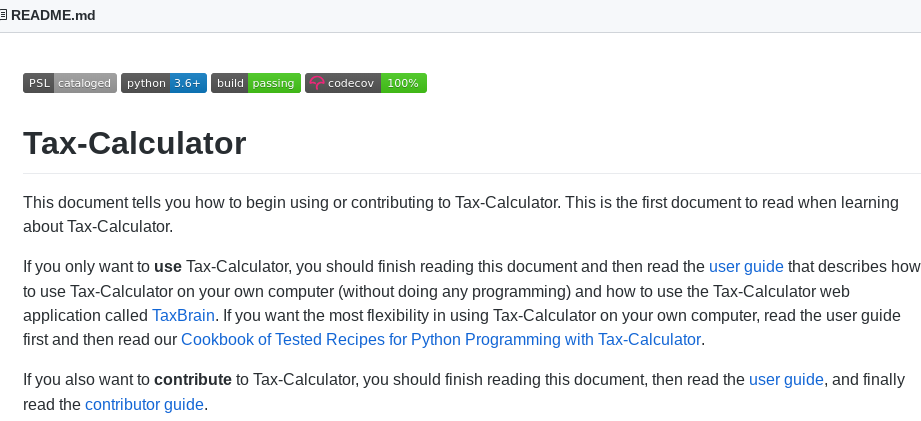 README.md
PSL cataloged python 3.6+ build passing codecov 100%
Tax-Calculator
This document tells you how to begin using or contributing to Tax-Calculator. This is the first document to read when learning
about Tax-Calculator.
If you only want to use Tax-Calculator, you should finish reading this document and then read the user guide that describes how
to use Tax-Calculator on your own computer (without doing any programming) and how to use the Tax-Calculator web
application called TaxBrain. If you want the most flexibility in using Tax-Calculator on your own computer, read the user guide
first and then read our Cookbook of Tested Recipes for Python Programming with Tax-Calculator.
If you also want to contribute to Tax-Calculator, you should finish reading this document, then read the user guide, and finally
read the contributor guide.